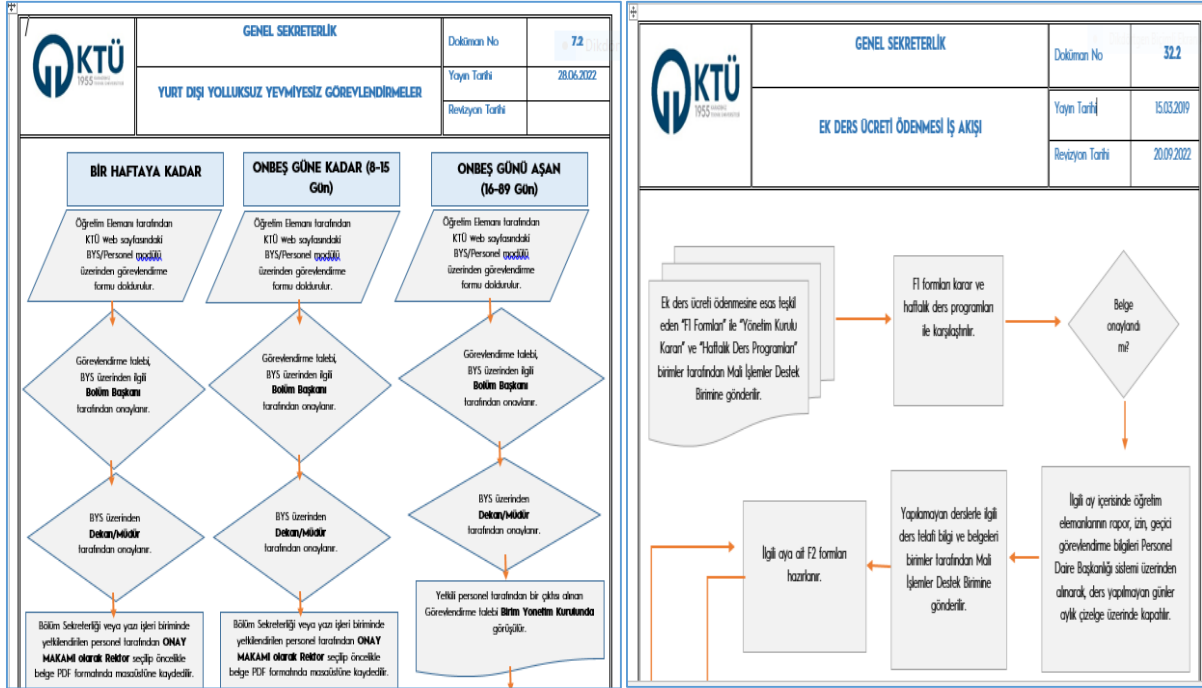 GENEL SEKRETERLİK
Doküman No
7.2
KTÜ
1955
YURT DIŞI YOLLUKSUZ YEVMİYESİZ GÖREVLENDİRMELER
Yayın Tarihi
28.06.2022
Revizyon Tarihi
BİR HAFTAYA KADAR
Öğretim Elemanı tarafından
KTÜ Web sayfasındaki
BYS/Personel modülü
üzerinden görevlendirme
formu doldurulur.
Görevlendirme talebi,
BYS üzerinden ilgili
Bölüm Başkanı
tarafından onaylanır.
BYS üzerinden
Dekan/Müdür
tarafından onaylanır.
Bölüm Sekreterliği veya yazı işleri biriminde
yetkilendirilen personel tarafından ONAY
MAKAMI olarak Rektör seçilip öncelikle
belge PDF formatında masaüstüne kaydedilir.
ONBEŞ GÜNE KADAR (8-15
Gün)
Öğretim Elemanı tarafından
KTÜ Web sayfasındaki
BYS/Personel modülü
üzerinden görevlendirme
formu doldurulur.
Görevlendirme talebi,
BYS üzerinden ilgili
Bölüm Başkanı
tarafından onaylanır.
BYS üzerinden
Dekan/Müdür
tarafından onaylanır.
Bölüm Sekreterliği veya yazı işleri biriminde
yetkilendirilen personel tarafından ONAY
MAKAMI olarak Rektör seçilip öncelikle
belge PDF formatında masaüstüne kaydedilir.
ONBEŞ GÜNÜ AŞAN
(16-89 Gün)
Öğretim Elemanı tarafından
KTÜ Web sayfasındaki
BYS/Personel modülü
üzerinden görevlendirme
formu doldurulur.
Görevlendirme talebi,
BYS üzerinden ilgili
Bölüm Başkanı
tarafından onaylanır.
BYS üzerinden
Dekan/Müdür
tarafından onaylanır.
Yetkili personel tarafından bir çıktısı alınan
Görevlendirme talebi Birim Yönetim Kurulunda
görüşülür.
GENEL SEKRETERLİK
Doküman No
32.2
KTÜ
1955
EK DERS ÜCRETİ ÖDENMESİ İŞ AKIŞI
Yayın Tarihi
15.03.2019
Revizyon Tarihi
20.09.2022
Ek ders ücreti ödenmesine esas teşkil
eden "F1 Formları" ile "Yönetim Kurulu
Kararı" ve "Haftalık Ders Programları"
birimler tarafından Mali İşlemler Destek
Birimine gönderilir.
F1 formları karar ve
haftalık ders programları
ile karşılaştırılır.
Belge
onaylandı
mı?
İlgili ay içerisinde öğretim
elemanlarının rapor, izin, geçici
görevlendirme bilgileri Personel
Daire Başkanlığı sistemi üzerinden
alınarak, ders yapılmayan günler
aylık çizelge üzerinde kapatılır.
Yapılamayan derslerle ilgili
ders telafi bilgi ve belgeleri
birimler tarafından Mali
İşlemler Destek Birimine
gönderilir.
İlgili aya ait F2 formları
hazırlanır.